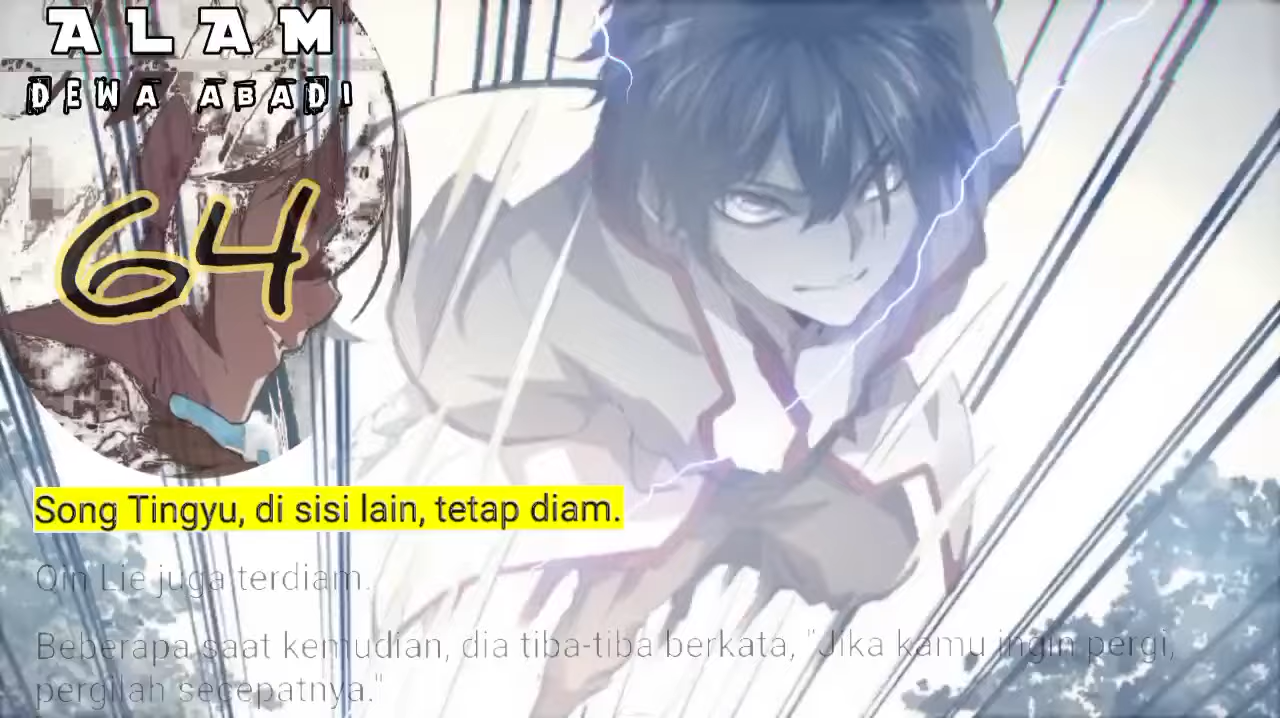 ALAM
DEWA ABADI
64
Song Tingyu, di sisi lain, tetap diam.
Qin Lie juga terdiam.
Beberapa saat kemudian, dia tiba-tiba berkata, "Jika kamu ingin pergi,
pergilah secepatnya."